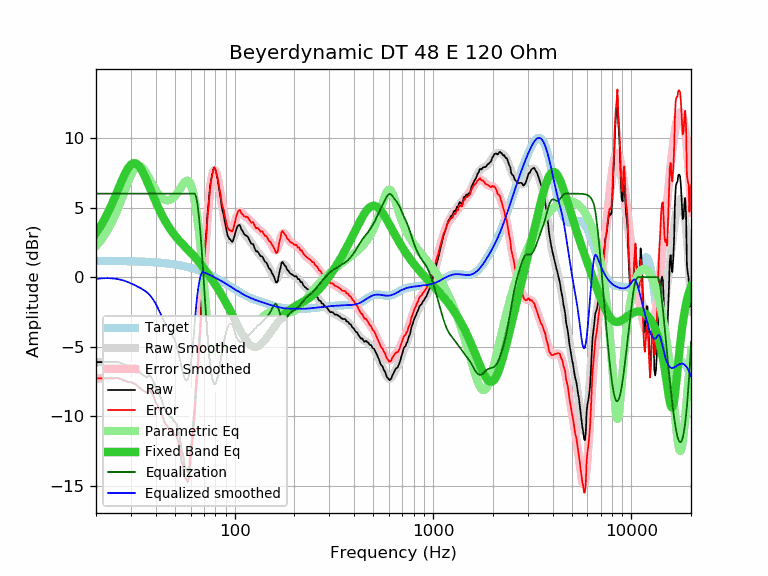 Beyerdynamic DT 48 E 120 Ohm
Amplitude (dBr)
10
5
0
−5
−10
−15
Target
Raw Smoothed
Error Smoothed
Raw
Error
Parametric Eq
Fixed Band Eq
Equalization
Equalized smoothed
100
1000
10000
Frequency (Hz)